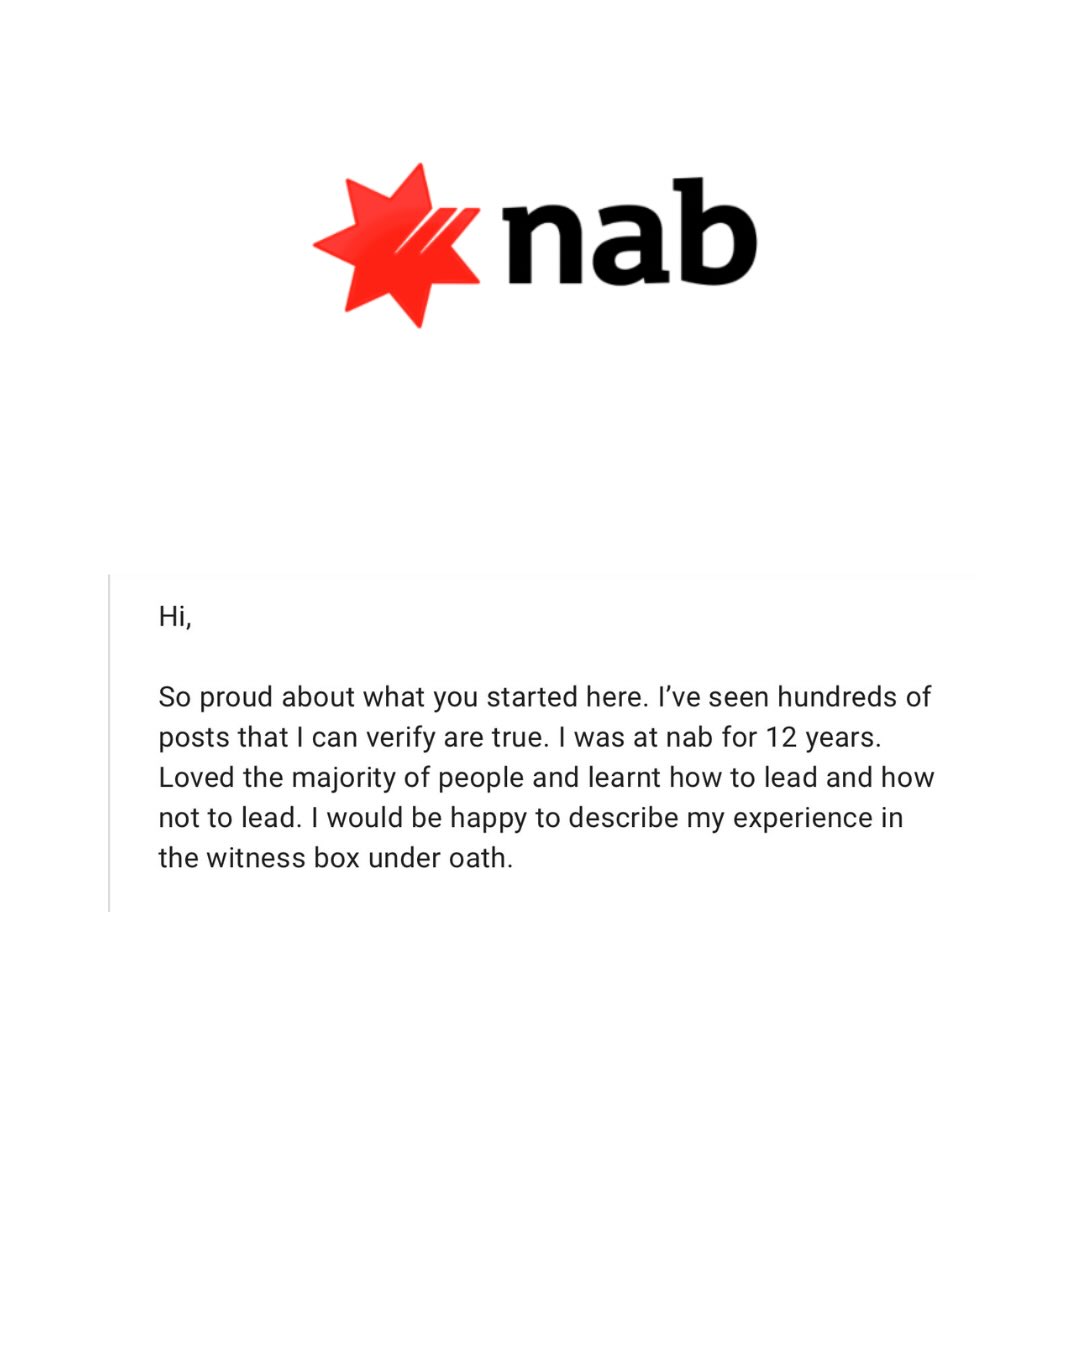 nab
Hi,
So proud about what you started here. I’ve seen hundreds of
posts that I can verify are true. I was at nab for 12 years.
Loved the majority of people and learnt how to lead and how
not to lead. I would be happy to describe my experience in
the witness box under oath.